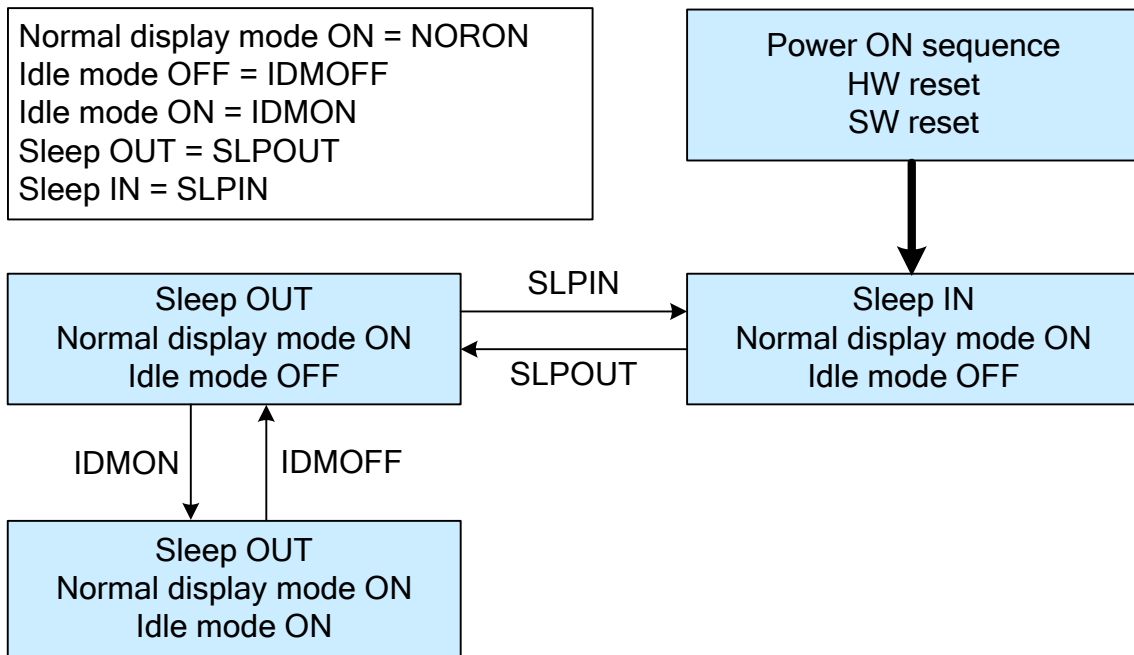 Normal display mode ON = NORON
Idle mode OFF = IDMOFF
Idle mode ON = IDMON
Sleep OUT = SLPOUT
Sleep IN = SLPIN
Power ON sequence
HW reset
SW reset
Sleep OUT
Normal display mode ON
Idle mode OFF
SLPIN
SLPOUT
Sleep IN
Normal display mode ON
Idle mode OFF
IDMON
IDMOFF
Sleep OUT
Normal display mode ON
Idle mode ON